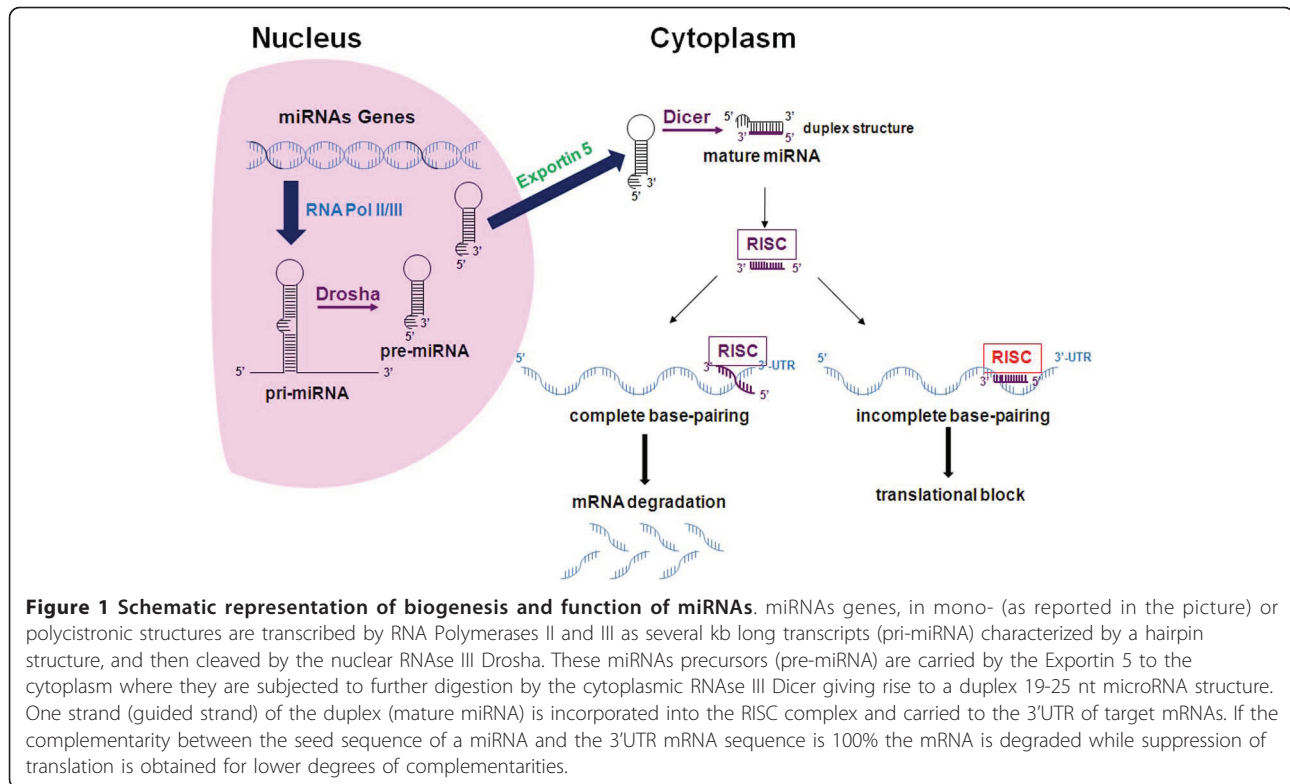 Nucleus
Cytoplasm
miRNAs Genes
RNA Pol II/III
Drosha
5’
3’
pri-miRNA
3’
5’
pre-miRNA
3’
5’
Exportin 5
3’
5’
Dicer
5’
3’
3’
5’
duplex structure
mature miRNA
RISC
3’
5’
5’
RISC
3’
3’-UTR
5’
complete base-pairing
mRNA degradation
5’
RISC
3’
5’
3’-UTR
incomplete base-pairing
translational block
Figure 1 Schematic representation of biogenesis and function of miRNAs. miRNAs genes, in mono- (as reported in the picture) or
polycistronic structures are transcribed by RNA Polymerases II and III as several kb long transcripts (pri-miRNA) characterized by a hairpin
structure, and then cleaved by the nuclear RNAse III Drosha. These miRNAs precursors (pre-miRNA) are carried by the Exportin 5 to the
cytoplasm where they are subjected to further digestion by the cytoplasmic RNAse III Dicer giving rise to a duplex 19-25 nt microRNA structure.
One strand (guided strand) of the duplex (mature miRNA) is incorporated into the RISC complex and carried to the 3’UTR of target mRNAs. If the
complementarity between the seed sequence of a miRNA and the 3’UTR mRNA sequence is 100% the mRNA is degraded while suppression of
translation is obtained for lower degrees of complementarities.